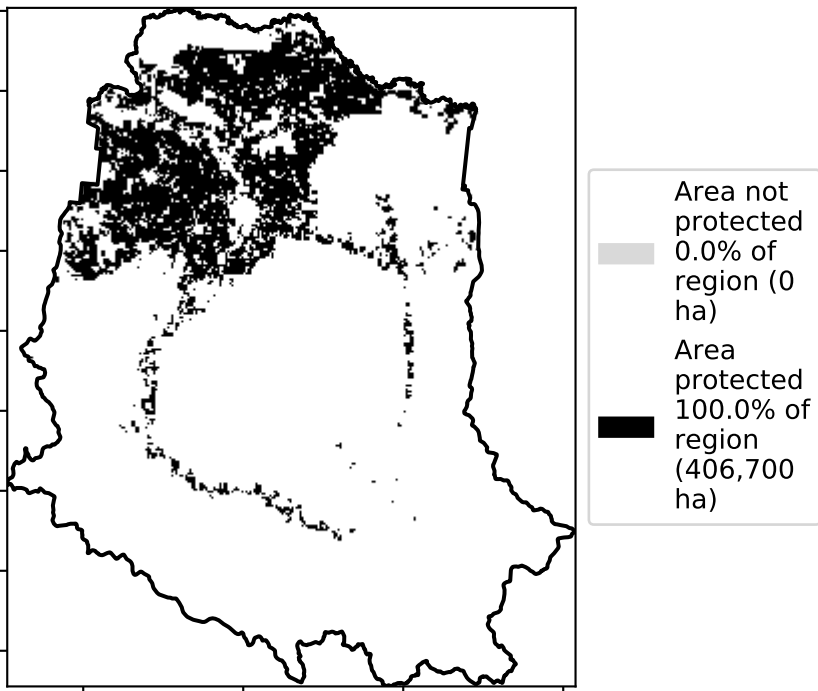 Area not
protected
0.0% of
region (0
ha)
Area
protected
100.0% of
region
(406,700
ha)